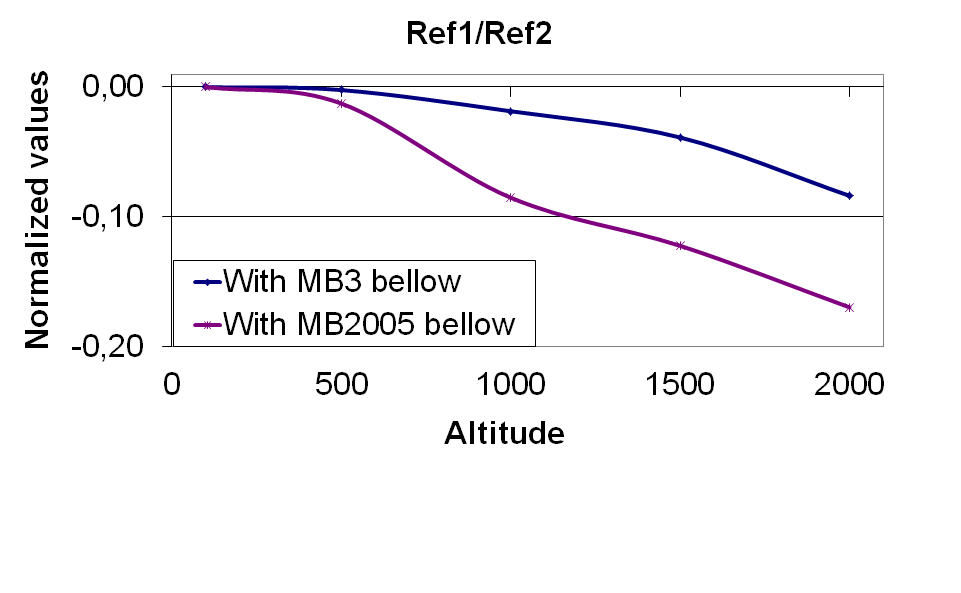 Ref1/Ref2
Normalized values
0,00
-0,10
-0,20
With MB3 bellow
With MB2005 bellow
0 500 1000 1500 2000
Altitude